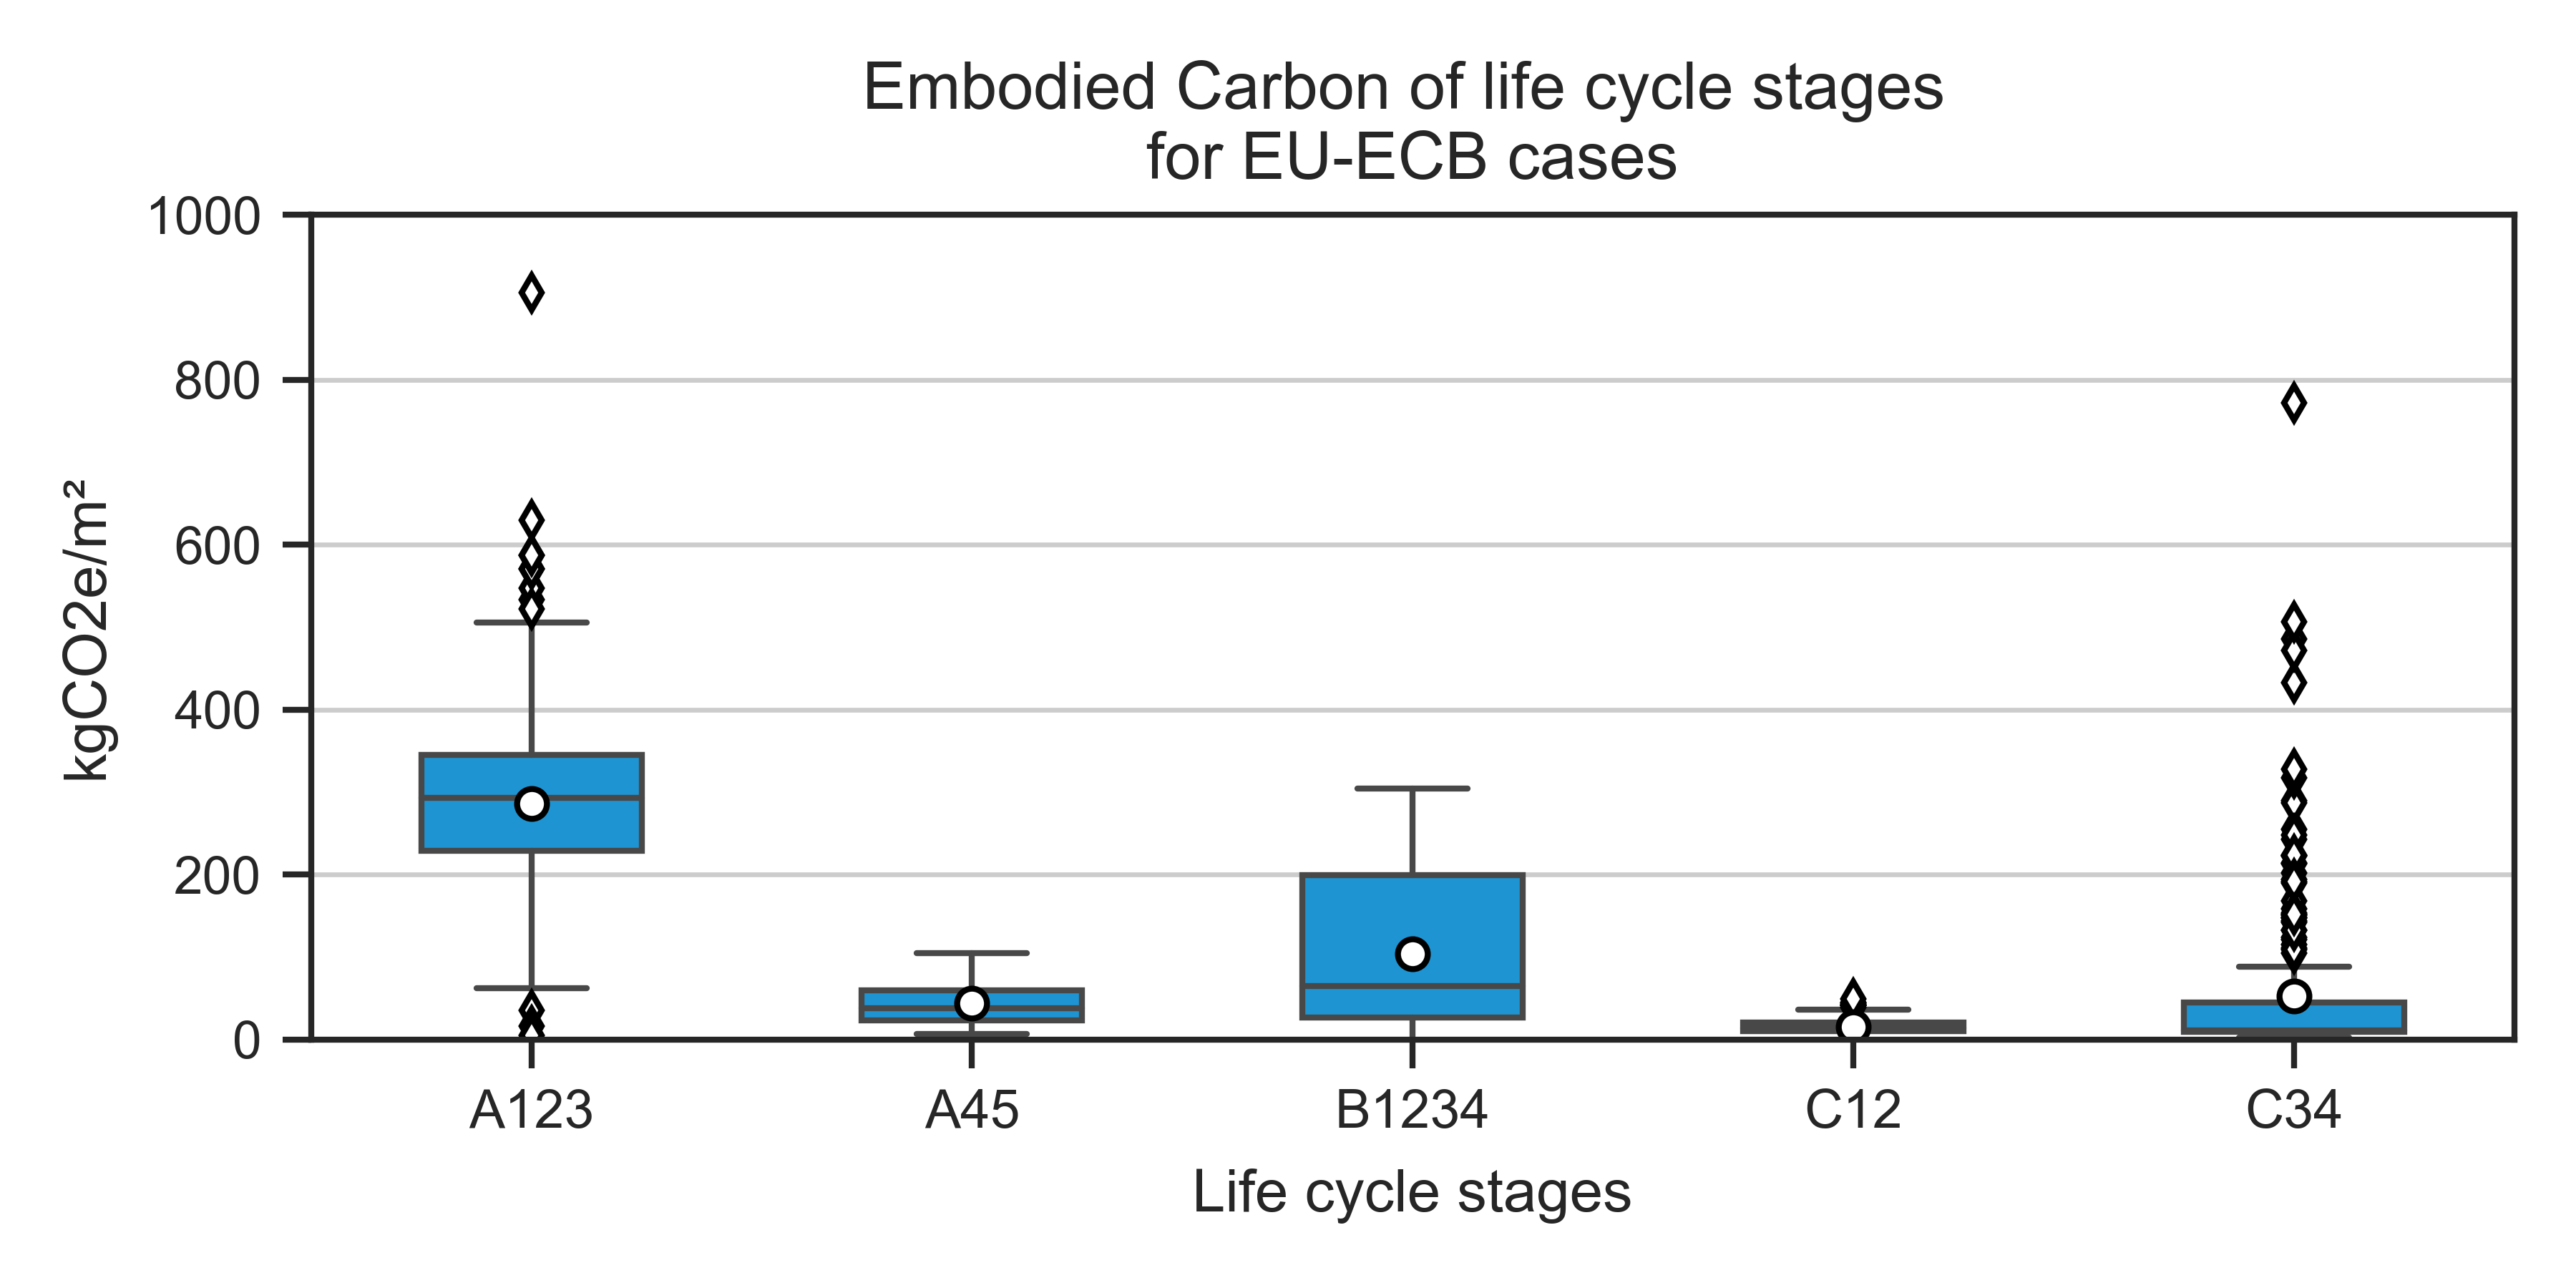 Embodied Carbon of life cycle stages
for EU-ECB cases
kgCO2e/m²
1000
800
600
400
200
0
A123 A45 B1234 C12 C34
Life cycle stages